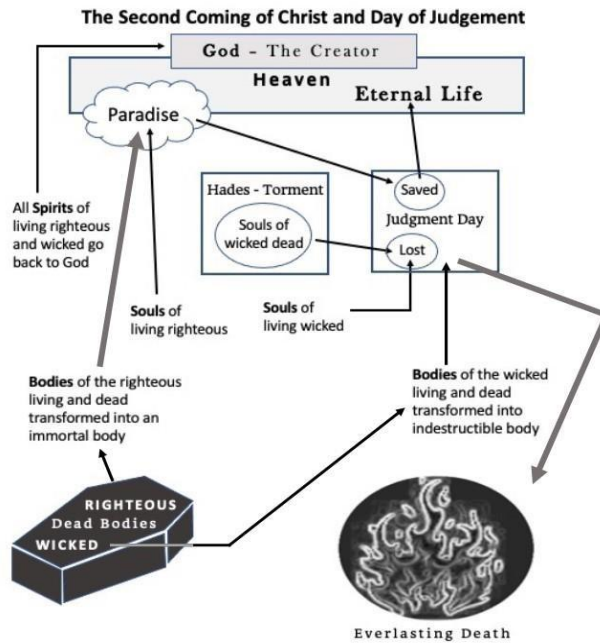 The Second Coming of Christ and Day of Judgement
God – The Creator
Heaven
Eternal Life
Paradise
Hades - Torment
Souls of
wicked dead
Saved
Judgment Day
Lost
All Spirits of
living righteous
and wicked go
back to God
Souls of
living righteous
Souls of
living wicked
Bodies of the righteous
living and dead
transformed into an
immortal body
Bodies of the wicked
living and dead
transformed into
indestructible body
RIGHTEOUS
Dead Bodies
WICKED
Everlasting Death